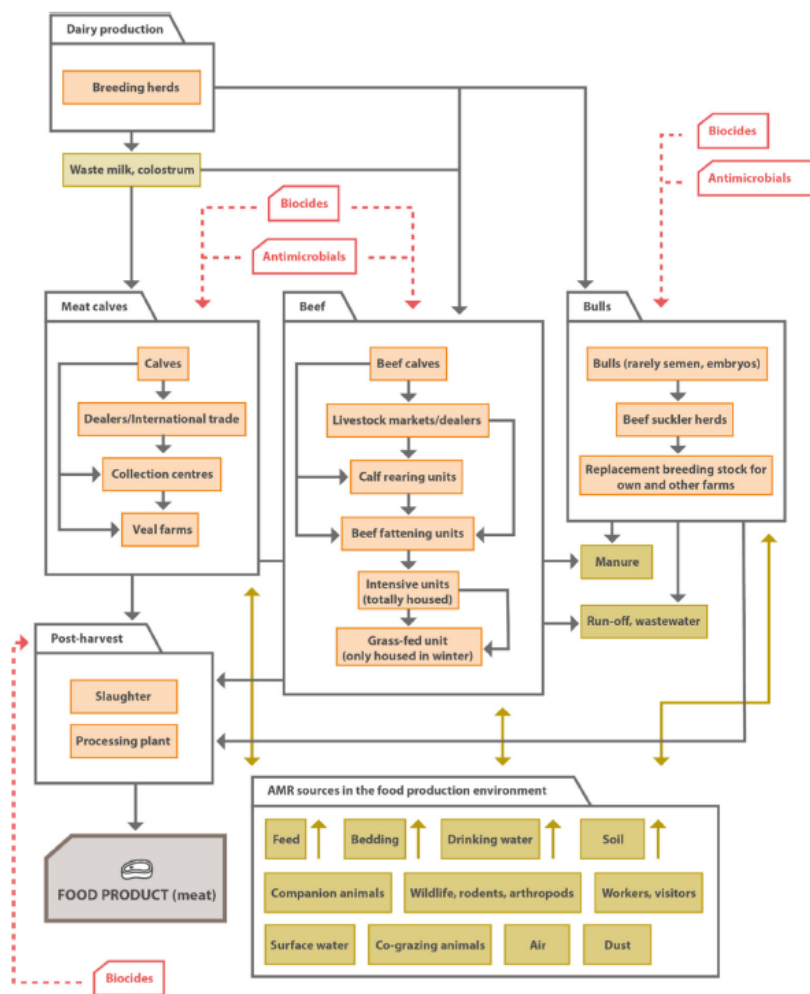 Dairy production
Breeding herds
Waste milk, colostrum
Biocides
Antimicrobials
Biocides
Antimicrobials
Meat calves
Calves
Dealers/International trade
Collection centres
Veal farms
Beef
Beef calves
Livestock markets/dealers
Calf rearing units
Beef fattening units
Intensive units
(totally housed)
Grass-fed unit
(only housed in winter)
Bulls
Bulls (rarely semen, embryos)
Beef suckler herds
Replacement breeding stock for
own and other farms
Manure
Run-off, wastewater
Post-harvest
Slaughter
Processing plant
FOOD PRODUCT (meat)
Biocides
AMR sources in the food production environment
Feed
Bedding
Drinking water
Soil
Companion animals
Wildlife, rodents, arthropods
Workers, visitors
Surface water
Co-grazing animals
Air
Dust